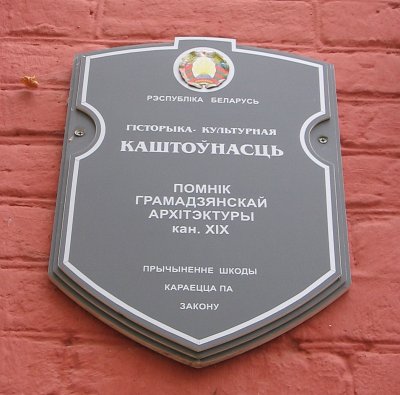 РЭСПУБЛІКА БЕЛАРУСЬ
ГІСТОРЫКА- КУЛЬТУРНАЯ
КАШТОЎНАСЦЬ
ПОМНІК
ГРАМАДЗЯНСКАЙ
АРХІТЭКТУРЫ
кан. XIX
ПРЫЧЫНЕННЕ ШКОДЫ
КАРАЕЦЦА ПА
ЗАКОНУ